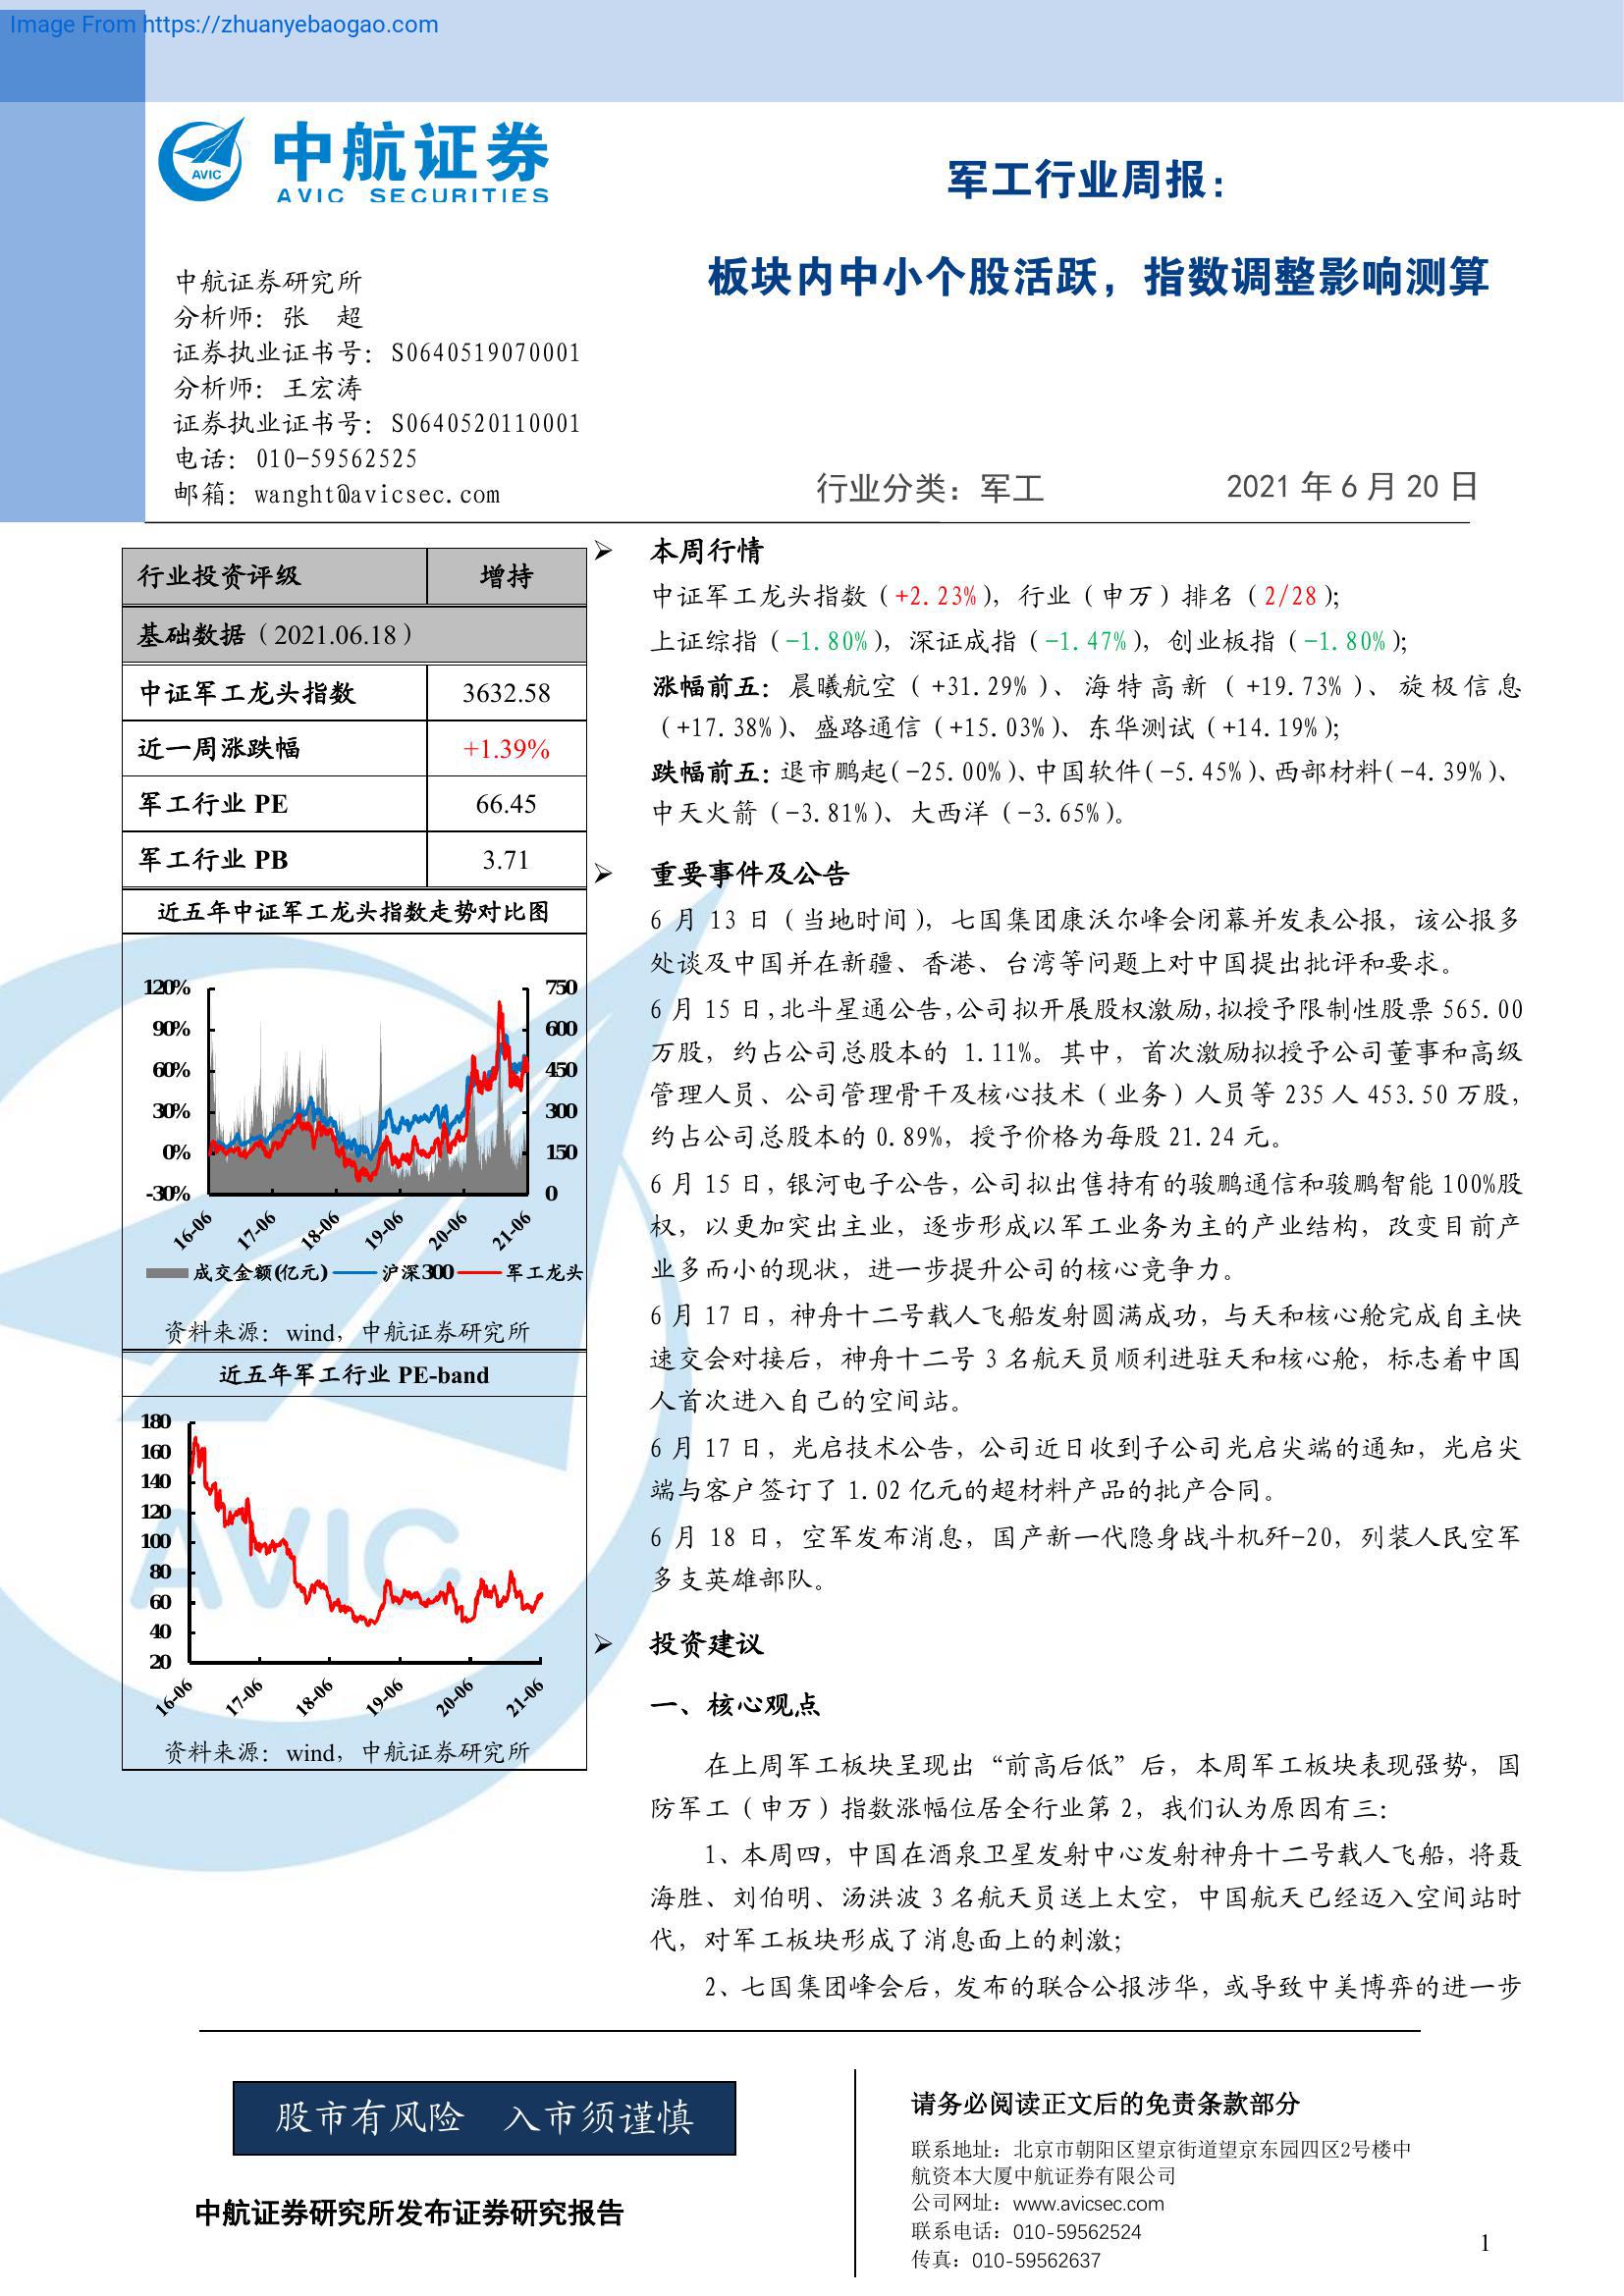 Image From https://zhuanyebaogao.com
AVIC
中航证券
AVIC SECURITIES
军工行业周报：
板块内中小个股活跃，指数调整影响测算
中航证券研究所
分析师：张 超
证券执业证书号：S0640519070001
分析师：王宏涛
证券执业证书号：S0640520110001
电话：010-59562525
邮箱：wanght@avicsec.com
行业分类：军工
2021 年 6 月 20 日
行业投资评级 增持
基础数据（2021.06.18）
中证军工龙头指数 3632.58
近一周涨跌幅 +1.39%
军工行业 PE 66.45
军工行业 PB 3.71
近五年中证军工龙头指数走势对比图
120% 750
90% 600
60% 450
30% 300
0% 150
-30% 0
16-06 17-06 18-06 19-06 20-06 21-06
成交金额(亿元) 沪深300 军工龙头
资料来源：wind，中航证券研究所
近五年军工行业 PE-band
180
160
140
120
100
80
60
40
20
16-06 17-06 18-06 19-06 20-06 21-06
资料来源：wind，中航证券研究所
AVIC
➢ 本周行情
中证军工龙头指数（+2.23%），行业（申万）排名（2/28）；
上证综指（-1.80%），深证成指（-1.47%），创业板指（-1.80%）；
涨幅前五：晨曦航空（+31.29%）、海特高新（+19.73%）、旋极信息
（+17.38%）、盛路通信（+15.03%）、东华测试（+14.19%）；
跌幅前五：退市鹏起(-25.00%)、中国软件(-5.45%)、西部材料(-4.39%)、
中天火箭（-3.81%）、大西洋（-3.65%）。
➢ 重要事件及公告
6 月 13 日（当地时间），七国集团康沃尔峰会闭幕并发表公报，该公报多
处谈及中国并在新疆、香港、台湾等问题上对中国提出批评和要求。
6 月 15 日，北斗星通公告，公司拟开展股权激励，拟授予限制性股票 565.00
万股，约占公司总股本的 1.11%。其中，首次激励拟授予公司董事和高级
管理人员、公司管理骨干及核心技术（业务）人员等 235 人 453.50 万股，
约占公司总股本的 0.89%，授予价格为每股 21.24 元。
6 月 15 日，银河电子公告，公司拟出售持有的骏鹏通信和骏鹏智能 100%股
权，以更加突出主业，逐步形成以军工业务为主的产业结构，改变目前产
业多而小的现状，进一步提升公司的核心竞争力。
6 月 17 日，神舟十二号载人飞船发射圆满成功，与天和核心舱完成自主快
速交会对接后，神舟十二号 3 名航天员顺利进驻天和核心舱，标志着中国
人首次进入自己的空间站。
6 月 17 日，光启技术公告，公司近日收到子公司光启尖端的通知，光启尖
端与客户签订了 1.02 亿元的超材料产品的批产合同。
6 月 18 日，空军发布消息，国产新一代隐身战斗机歼-20，列装人民空军
多支英雄部队。
➢ 投资建议
一、核心观点
在上周军工板块呈现出“前高后低”后，本周军工板块表现强势，国
防军工（申万）指数涨幅位居全行业第 2，我们认为原因有三：
1、本周四，中国在酒泉卫星发射中心发射神舟十二号载人飞船，将聂
海胜、刘伯明、汤洪波 3 名航天员送上太空，中国航天已经迈入空间站时
代，对军工板块形成了消息面上的刺激；
2、七国集团峰会后，发布的联合公报涉华，或导致中美博弈的进一步
股市有风险 入市须谨慎
中航证券研究所发布证券研究报告
请务必阅读正文后的免责条款部分
联系地址：北京市朝阳区望京街道望京东园四区2号楼中
航资本大厦中航证券有限公司
公司网址：www.avicsec.com
联系电话：010-59562524
传真：010-59562637
1